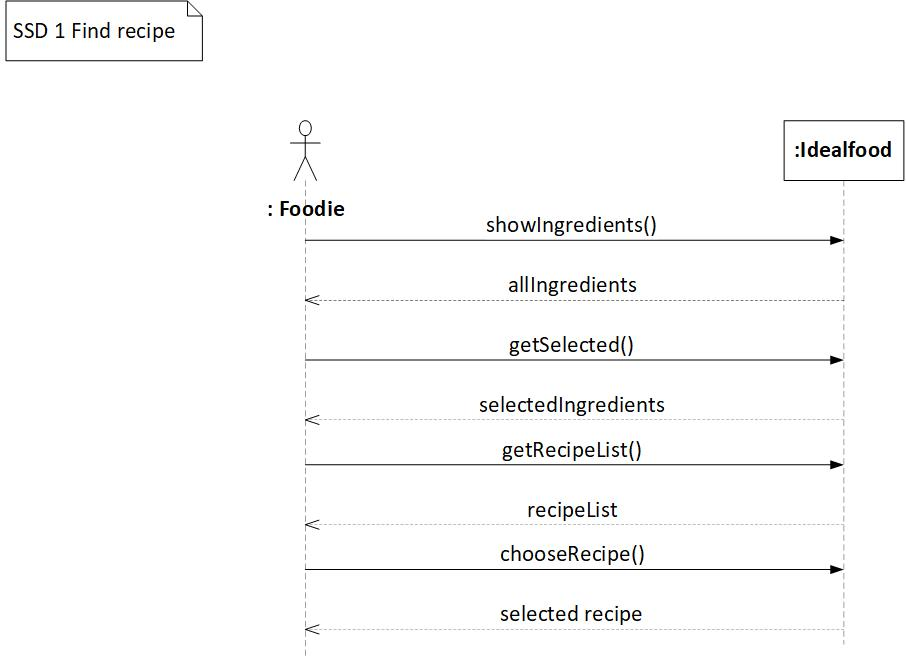 SSD 1 Find recipe
:Idealfood
: Foodie
showIngredients()
allIngredients
getSelected()
selectedIngredients
getRecipeList()
recipeList
chooseRecipe()
selected recipe